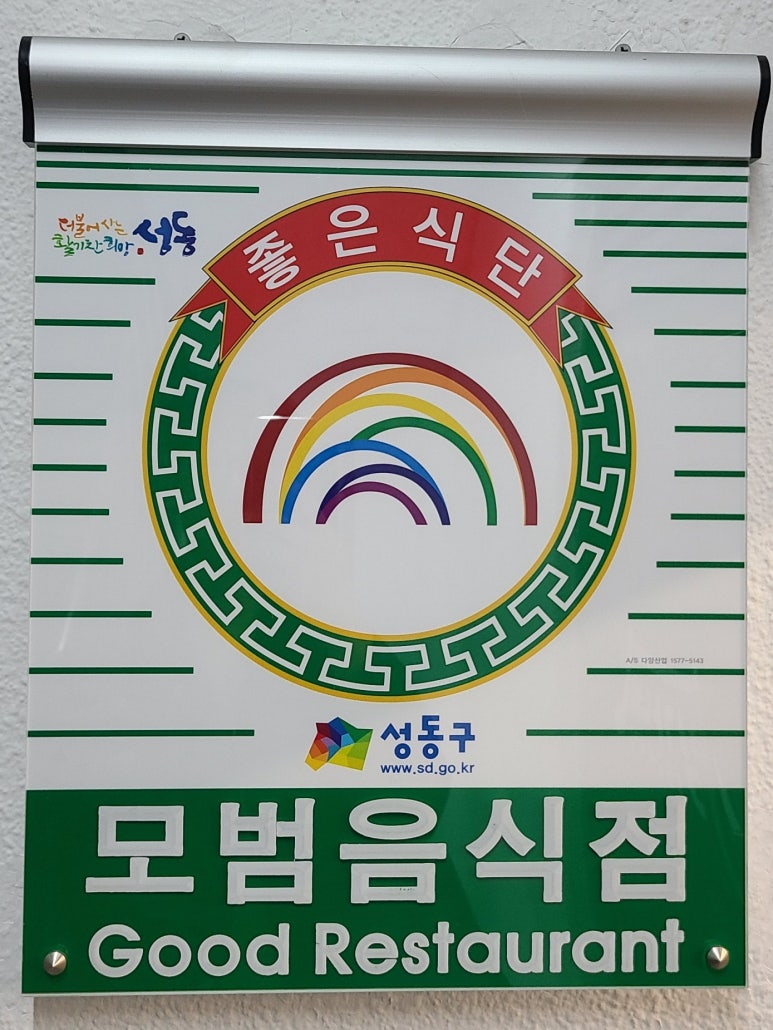 더불어 사는
활기찬 희망 성동
좋은식단
A/S 다양산업 1577-5143
성동구
www.sd.go.kr
모범음식점
Good Restaurant